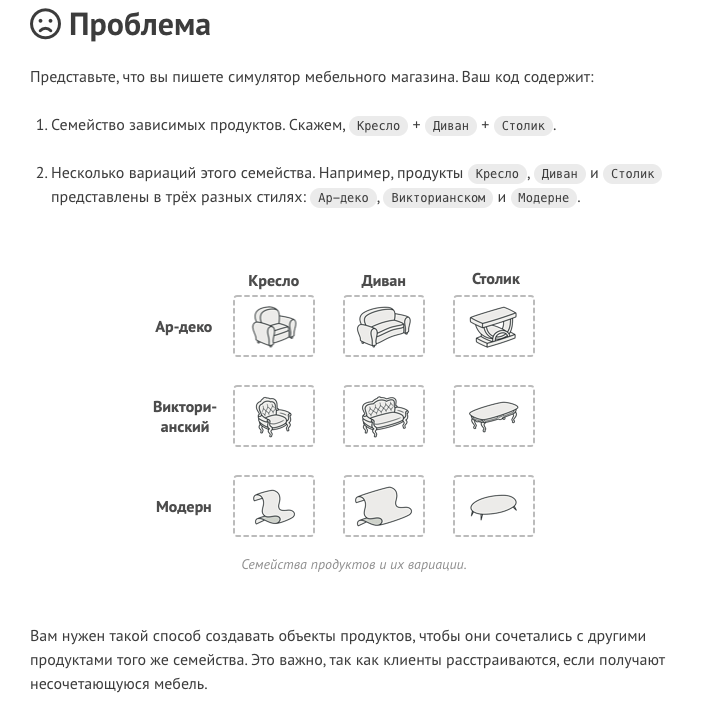 Проблема
Представьте, что вы пишете симулятор мебельного магазина. Ваш код содержит:
1. Семейство зависимых продуктов. Скажем, Кресло + Диван + Столик.
2. Несколько вариаций этого семейства. Например, продукты Кресло, Диван и Столик
представлены в трёх разных стилях: Ар-деко, Викторианском и Модерне.
Кресло Диван Столик
Ар-деко
Виктори-
анский
Модерн
Семейства продуктов и их вариации.
Вам нужен такой способ создавать объекты продуктов, чтобы они сочетались с другими
продуктами того же семейства. Это важно, так как клиенты расстраиваются, если получают
несочетающуюся мебель.